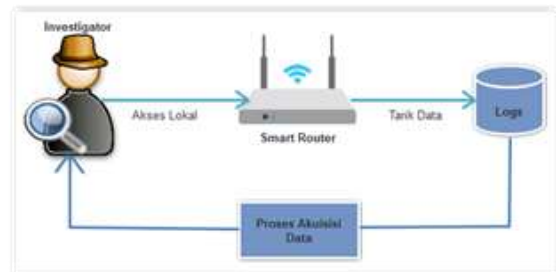 Investigator
Akses Lokal
Smart Router
Tarik Data
Logs
Proses Akuisisi
Data